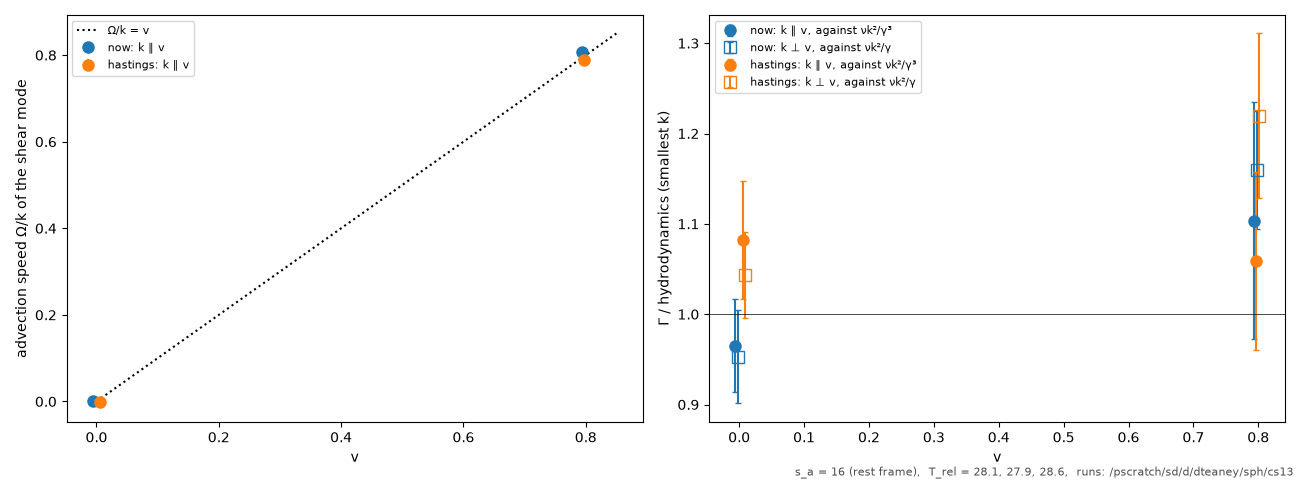 advection speed Ω/k of the shear mode
0.8
0.6
0.4
0.2
0.0
Ω/k = v
now: k ∥ v
hastings: k ∥ v
0.0 0.2 0.4 0.6 0.8
v
Γ / hydrodynamics (smallest k)
1.3
1.2
1.1
1.0
0.9
now: k ∥ v, against νk²/γ³
now: k ⊥ v, against νk²/γ
hastings: k ∥ v, against νk²/γ³
hastings: k ⊥ v, against νk²/γ
0.0 0.1 0.2 0.3 0.4 0.5 0.6 0.7 0.8
v
s_a = 16 (rest frame), T_rel = 28.1, 27.9, 28.6, runs: /pscratch/sd/d/dteaney/sph/cs13